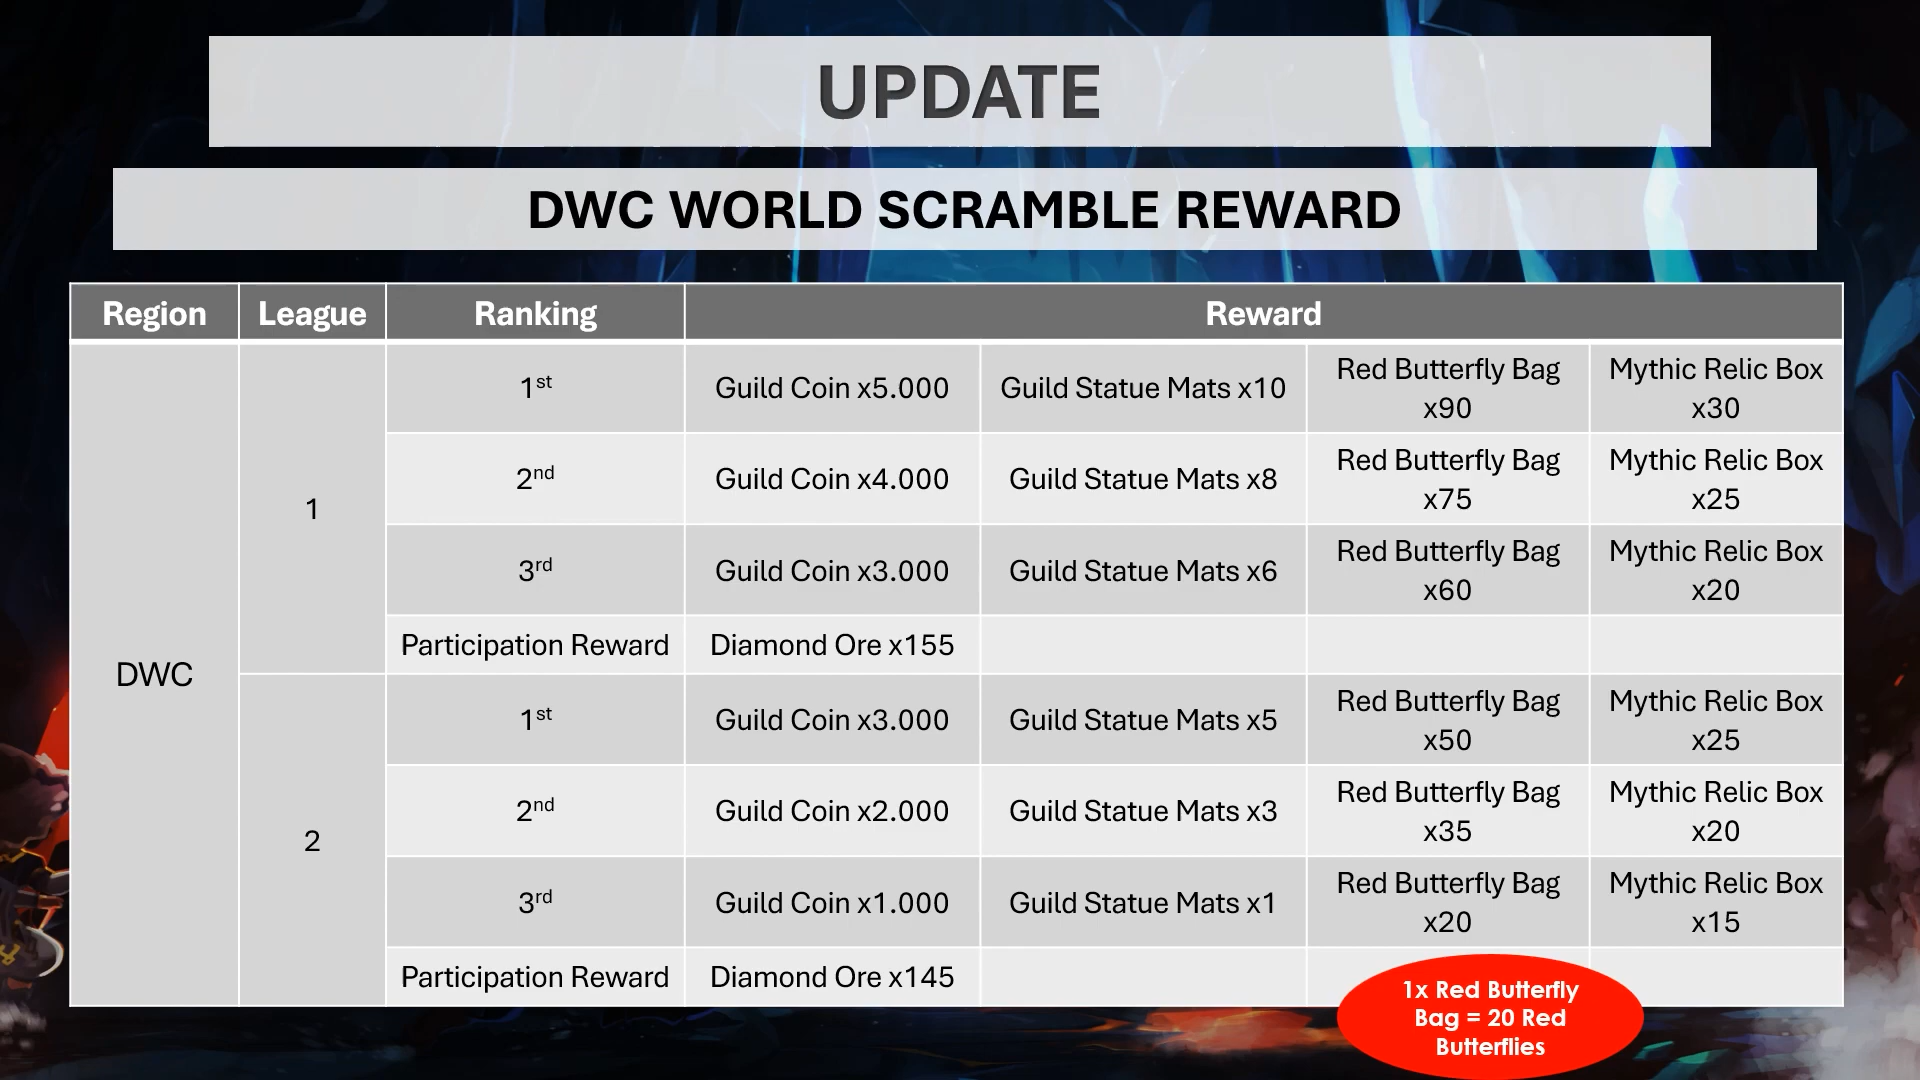 UPDATE
DWC WORLD SCRAMBLE REWARD
Region League Ranking Reward
DWC
1
1st Guild Coin x5.000 Guild Statue Mats x10 Red Butterfly Bag x90 Mythic Relic Box x30
2nd Guild Coin x4.000 Guild Statue Mats x8 Red Butterfly Bag x75 Mythic Relic Box x25
3rd Guild Coin x3.000 Guild Statue Mats x6 Red Butterfly Bag x60 Mythic Relic Box x20
Participation Reward Diamond Ore x155
2
1st Guild Coin x3.000 Guild Statue Mats x5 Red Butterfly Bag x50 Mythic Relic Box x25
2nd Guild Coin x2.000 Guild Statue Mats x3 Red Butterfly Bag x35 Mythic Relic Box x20
3rd Guild Coin x1.000 Guild Statue Mats x1 Red Butterfly Bag x20 Mythic Relic Box x15
Participation Reward Diamond Ore x145
1x Red Butterfly
Bag = 20 Red
Butterflies